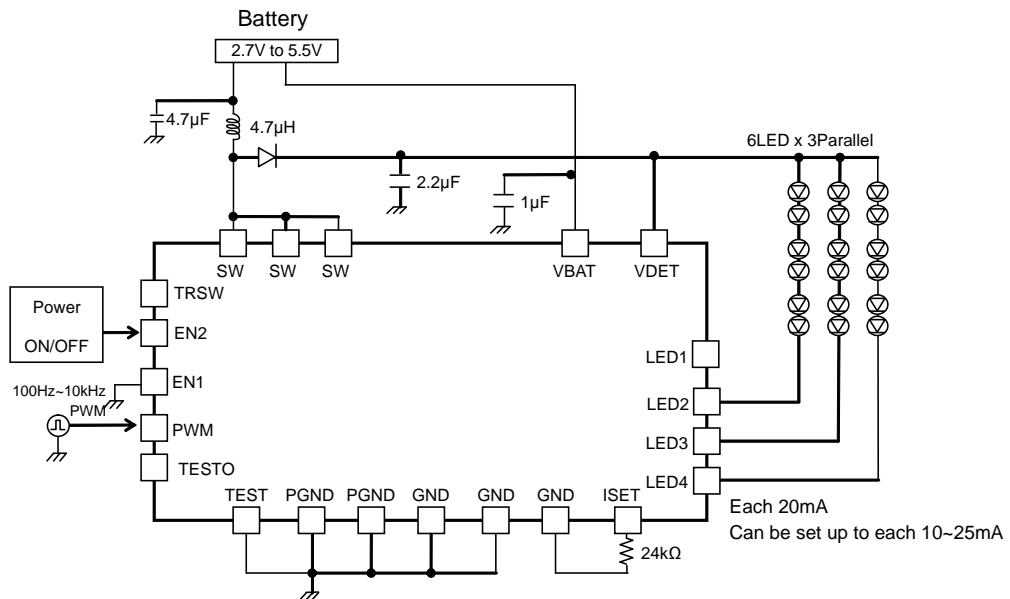 Battery
2.7V to 5.5V
4.7µF
4.7µH
6LED x 3Parallel
2.2µF
1µF
SW
SW
SW
VBAT
VDET
TRSW
Power
ON/OFF
EN2
EN1
100Hz~10kHz
PWM
PWM
TESTO
LED1
LED2
LED3
LED4
TEST
PGND
PGND
GND
GND
GND
ISET
24kΩ
Each 20mA
Can be set up to each 10~25mA